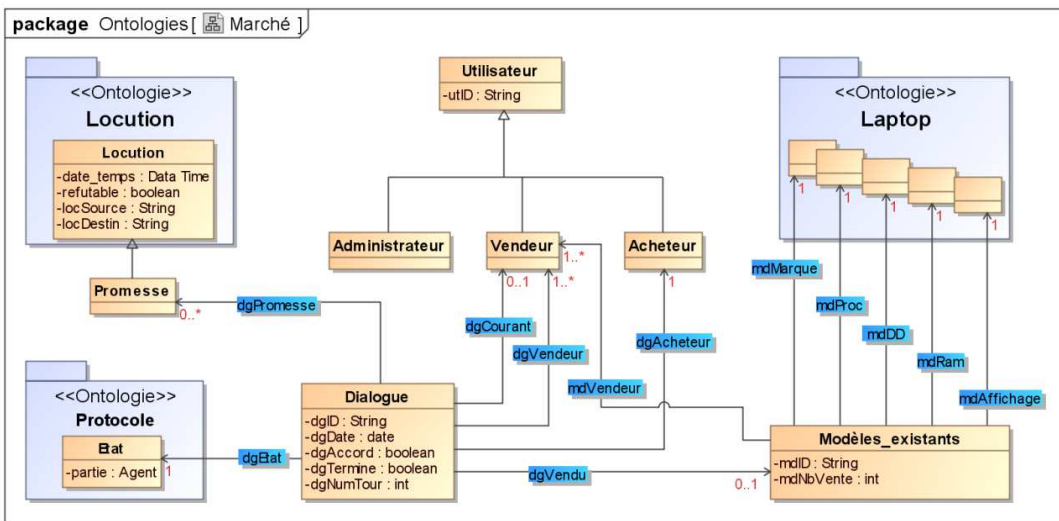 package Ontologies [ Marché ]
<<Ontologie>>
Locution
Locution
-date_temps : Data Time
-refutable : boolean
-locSource : String
-locDestin : String
Utilisateur
-utID : String
<<Ontologie>>
Laptop
1
1
1
1
1
Administrateur
Vendeur
Acheteur
0..1
1..*
1..*
1
Promesse
0..*
dgPromesse
dgCourant
dgVendeur
mdVendeur
dgAcheteur
mdMarque
mdProc
mdDD
mdRam
mdAffichage
<<Ontologie>>
Protocole
Etat
-partie : Agent
1
dgEtat
Dialogue
-dgID : String
-dgDate : date
-dgAccord : boolean
-dgTermine : boolean
-dgNumTour : int
dgVendu
0..1
Modèles_existants
-mdID : String
-mdNbVente : int